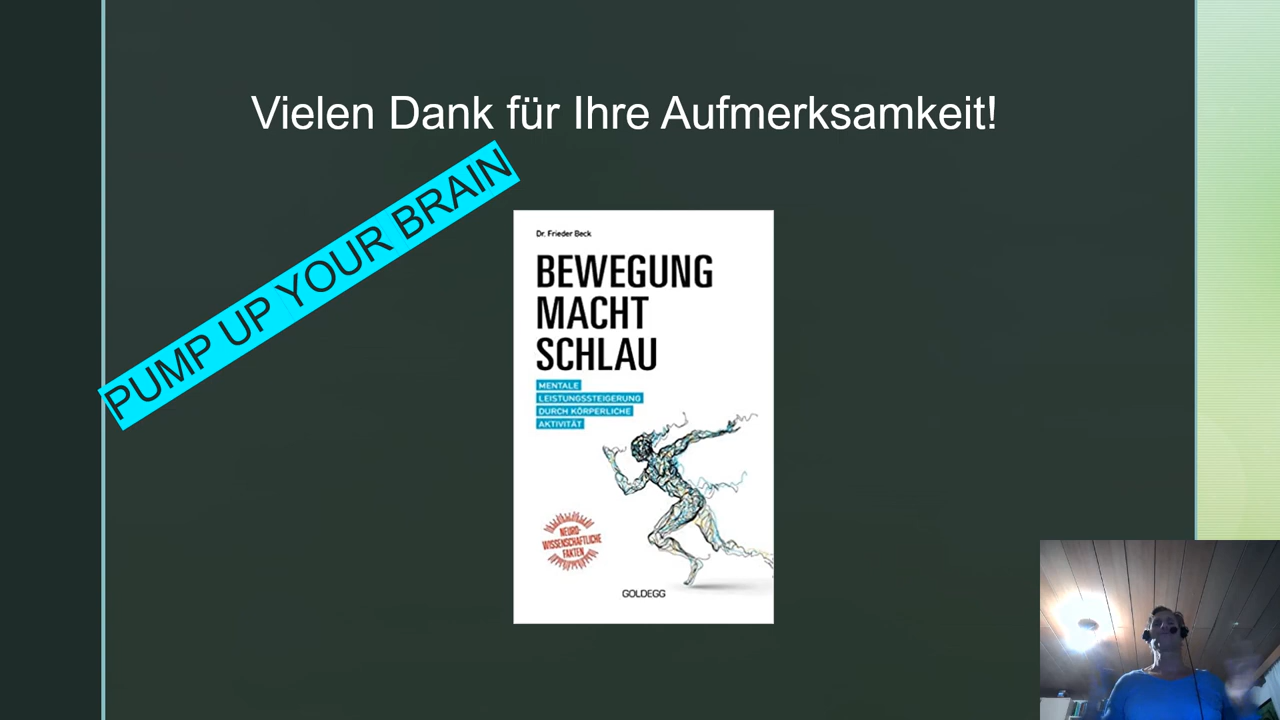 Vielen Dank für Ihre Aufmerksamkeit!
PUMP UP YOUR BRAIN
Dr. Frieder Beck
BEWEGUNG
MACHT
SCHLAU
MENTALE
LEISTUNGSSTEIGERUNG
DURCH KÖRPERLICHE
AKTIVITÄT
NEURO-
WISSENSCHAFTLICHE
FAKTEN
GOLDEGG